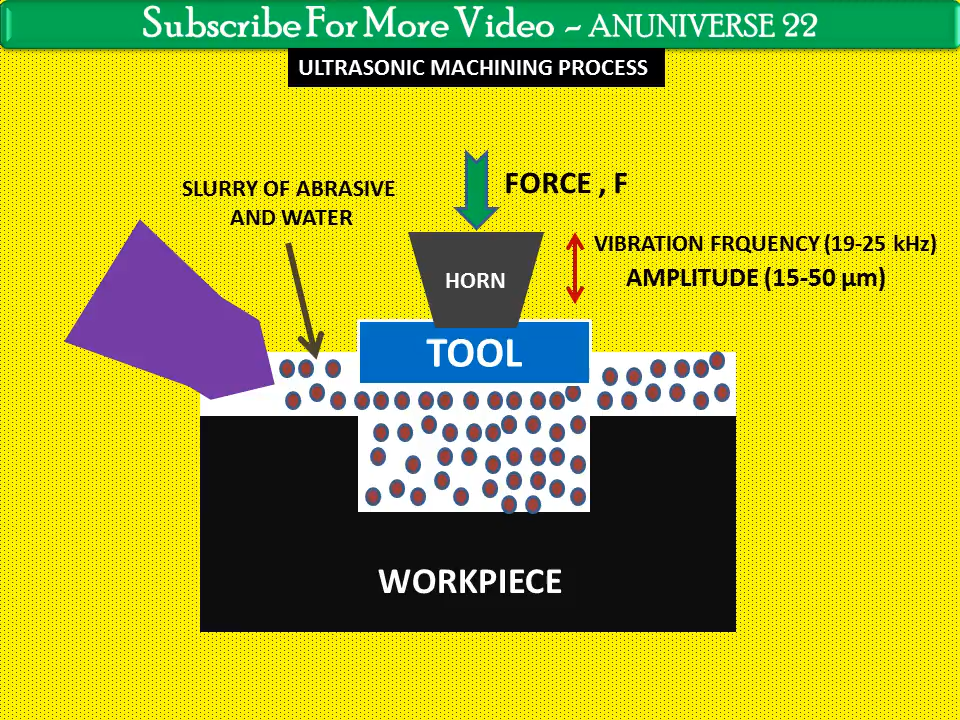 Subscribe For More Video ~ ANUNIVERSE 22
ULTRASONIC MACHINING PROCESS
SLURRY OF ABRASIVE
AND WATER
FORCE , F
VIBRATION FRQUENCY (19-25 kHz)
AMPLITUDE (15-50 µm)
HORN
TOOL
WORKPIECE